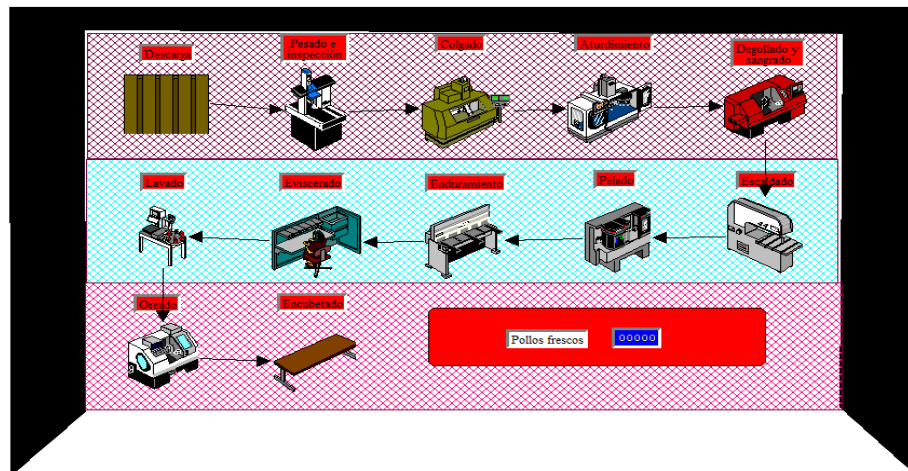 Descarga
Pesado e
inspección
Colgado
Aturdimiento
Degollado y
sangrado
Lavado
Eviscerado
Enduramiento
Pelado
Escaldado
Oreado
Encubetado
Pollos frescos
00000